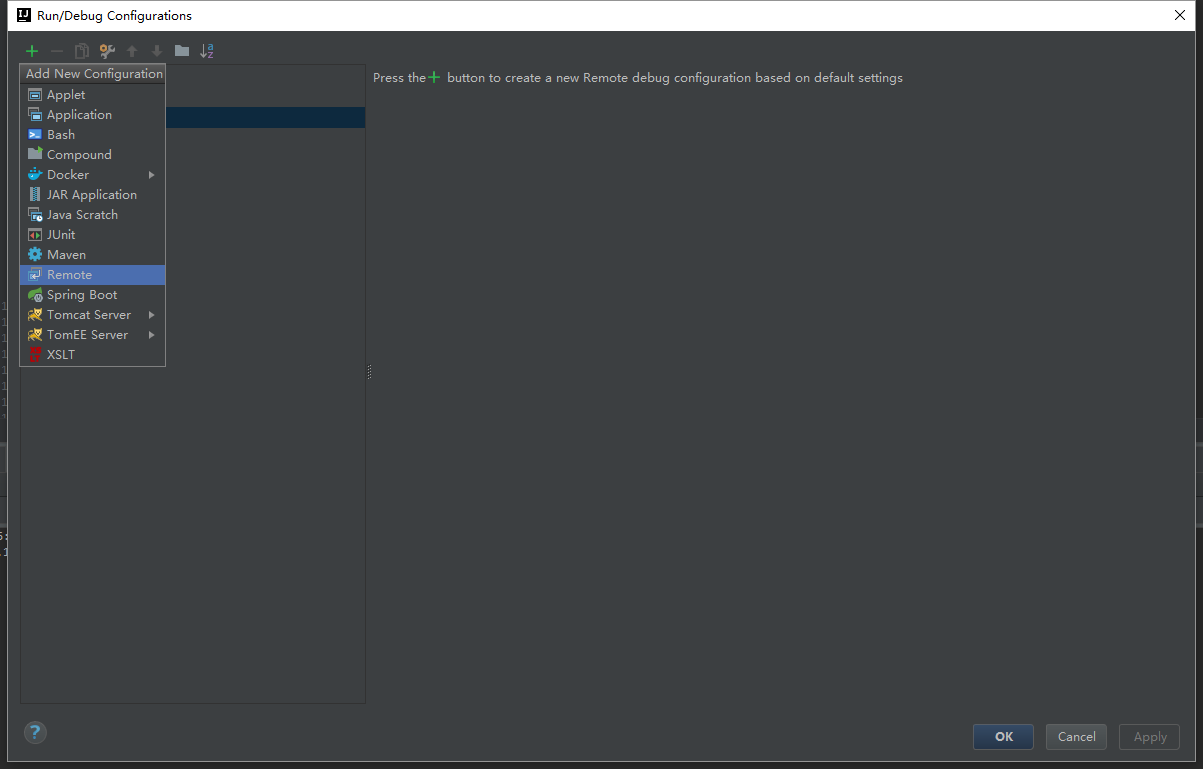 Run/Debug Configurations
Add New Configuration
Press the + button to create a new Remote debug configuration based on default settings
Applet
Application
Bash
Compound
Docker
JAR Application
Java Scratch
JUnit
Maven
Remote
Spring Boot
Tomcat Server
TomEE Server
XSLT
?
OK
Cancel
Apply